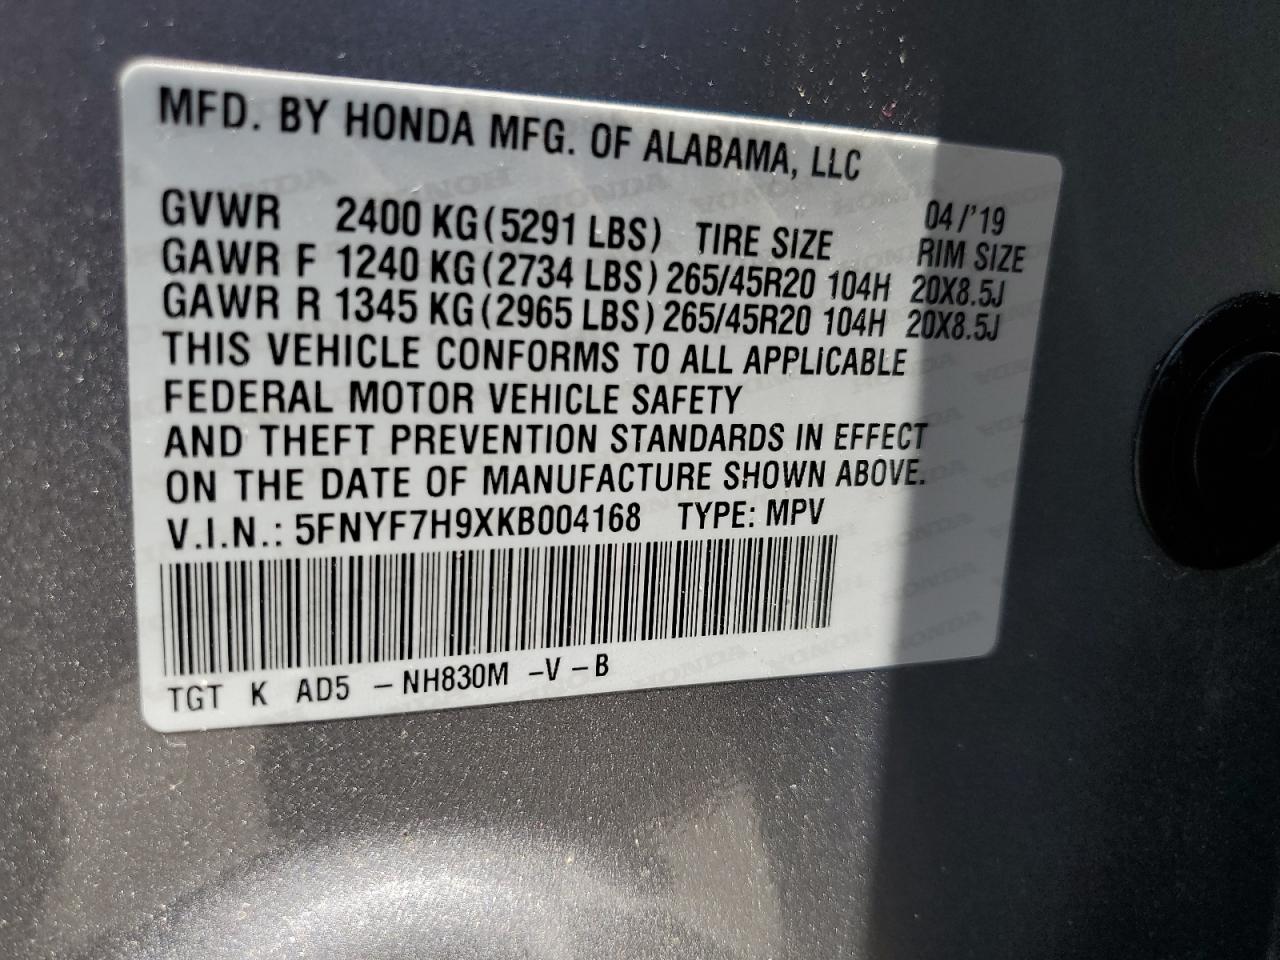 MFD. BY HONDA MFG. OF ALABAMA, LLC
04/'19
GVWR 2400 KG(5291 LBS) TIRE SIZE RIM SIZE
GAWR F 1240 KG(2734 LBS) 265/45R20 104H 20X8.5J
GAWR R 1345 KG(2965 LBS) 265/45R20 104H 20X8.5J
THIS VEHICLE CONFORMS TO ALL APPLICABLE
FEDERAL MOTOR VEHICLE SAFETY
AND THEFT PREVENTION STANDARDS IN EFFECT
ON THE DATE OF MANUFACTURE SHOWN ABOVE.
V.I.N.: 5FNYF7H9XKB004168 TYPE: MPV
TGT K AD5 -NH830M -V-B